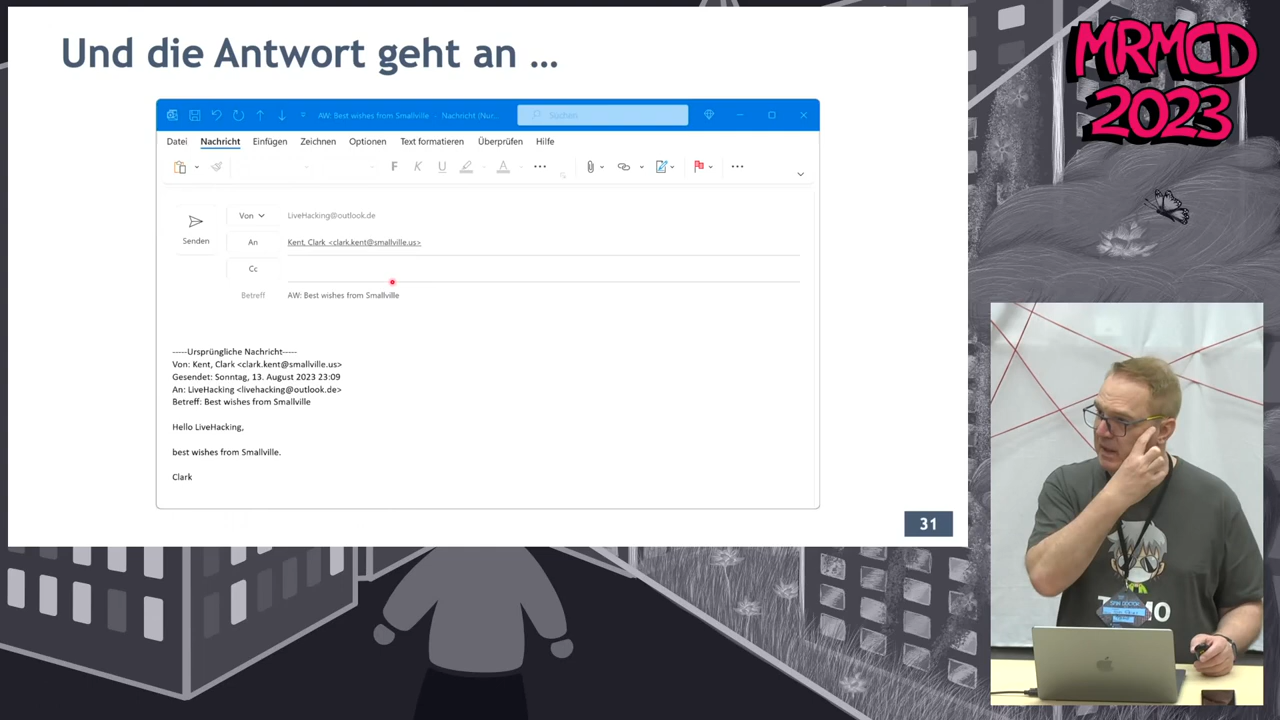 Und die Antwort geht an ...
MRMCD
2023
AW: Best wishes from Smallville - Nachricht (Nur...
Suchen
Datei Nachricht Einfügen Zeichnen Optionen Text formatieren Überprüfen Hilfe
F K U A
Senden
Von LiveHacking@outlook.de
An Kent, Clark <clark.kent@smallville.us>
Cc
Betreff AW: Best wishes from Smallville
-----Ursprüngliche Nachricht-----
Von: Kent, Clark <clark.kent@smallville.us>
Gesendet: Sonntag, 13. August 2023 23:09
An: LiveHacking <livehacking@outlook.de>
Betreff: Best wishes from Smallville
Hello LiveHacking,
best wishes from Smallville.
Clark
31